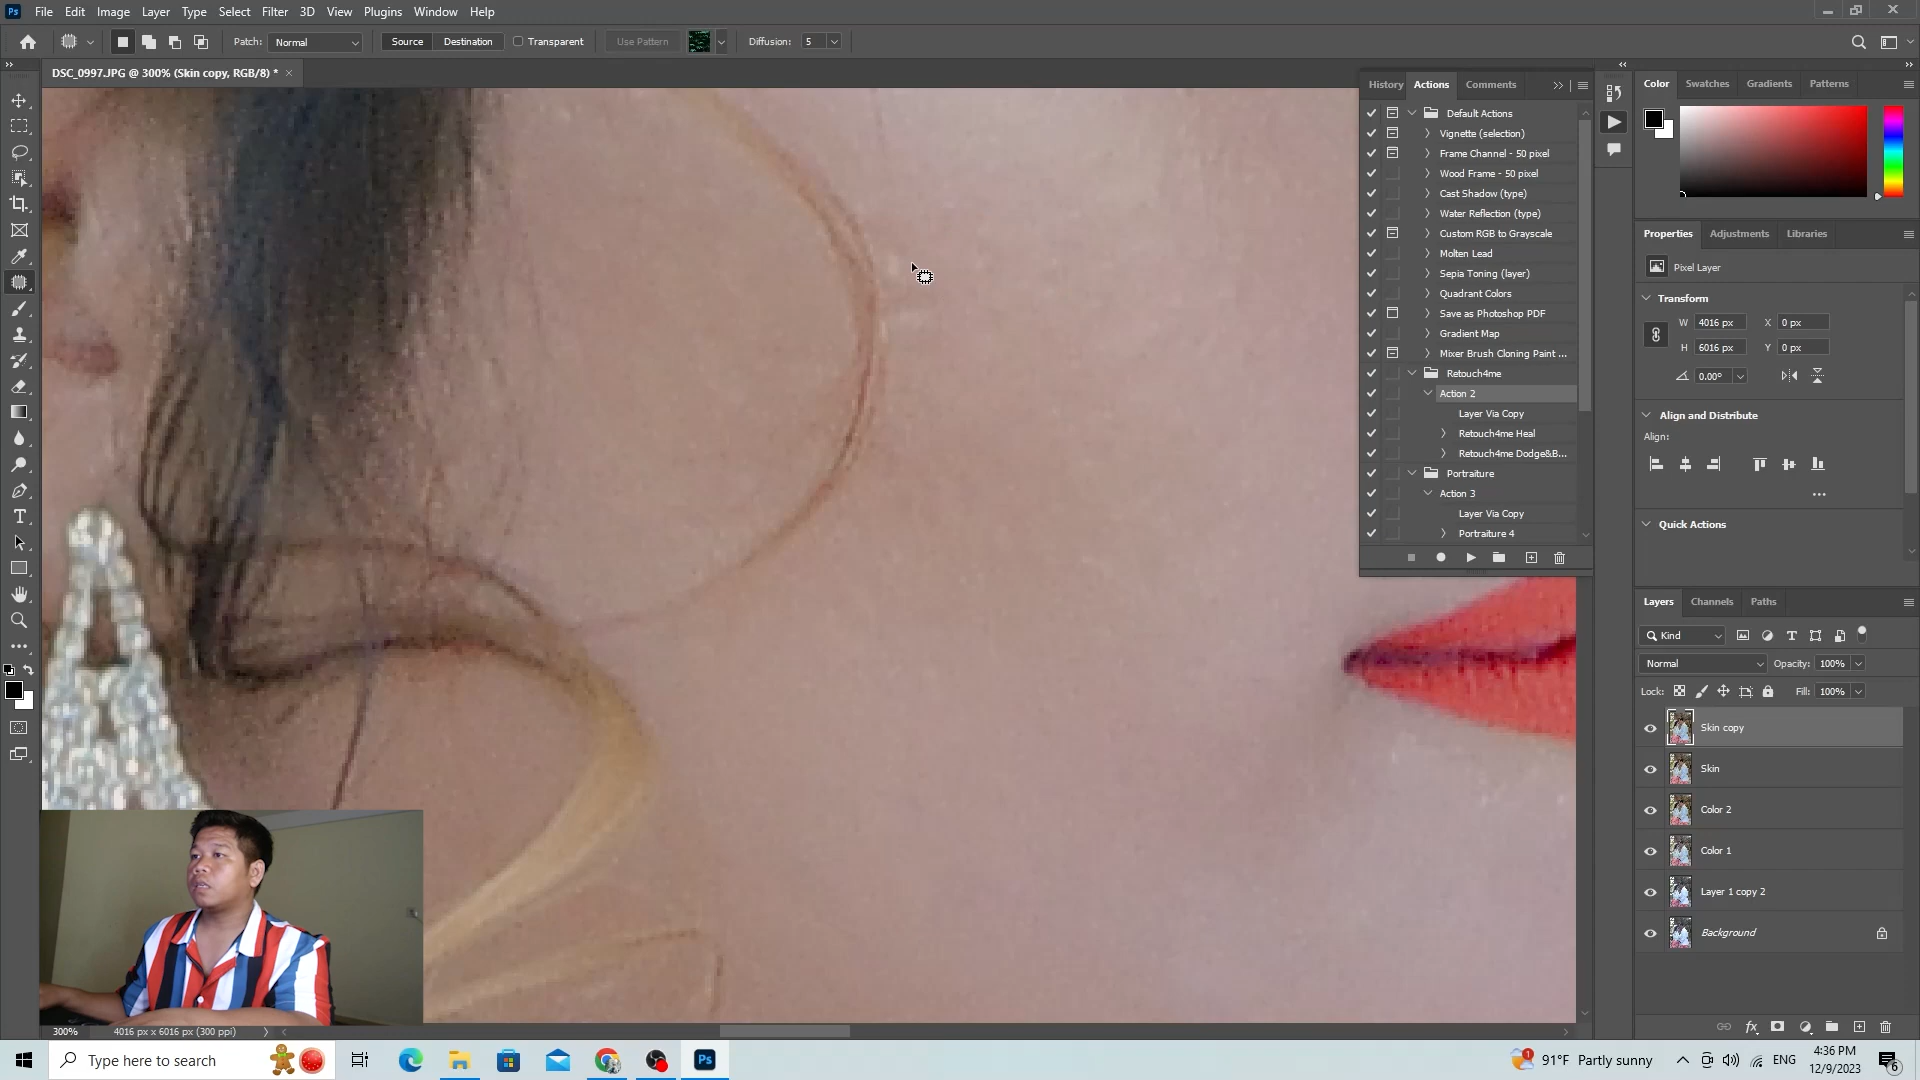 Ps File Edit Image Layer Type Select Filter 3D View Plugins Window Help
Patch: Normal Source Destination Transparent Use Pattern Diffusion: 5
DSC_0997.JPG @ 300% (Skin copy, RGB/8) * ×
History Actions Comments
Default Actions
Vignette (selection)
Frame Channel - 50 pixel
Wood Frame - 50 pixel
Cast Shadow (type)
Water Reflection (type)
Custom RGB to Grayscale
Molten Lead
Sepia Toning (layer)
Quadrant Colors
Save as Photoshop PDF
Gradient Map
Mixer Brush Cloning Paint ...
Retouch4me
Action 2
Layer Via Copy
Retouch4me Heal
Retouch4me Dodge&B...
Portraiture
Action 3
Layer Via Copy
Portraiture 4
Color Swatches Gradients Patterns
Properties Adjustments Libraries
Pixel Layer
Transform
W 4016 px X 0 px
H 6016 px Y 0 px
0.00°
Align and Distribute
Align:
Quick Actions
Layers Channels Paths
Kind
Normal Opacity: 100%
Lock: Fill: 100%
Skin copy
Skin
Color 2
Color 1
Layer 1 copy 2
Background
300% 4016 px x 6016 px (300 ppi)
Type here to search
Ps
1 91°F Partly sunny ENG
4:36 PM
12/9/2023
6